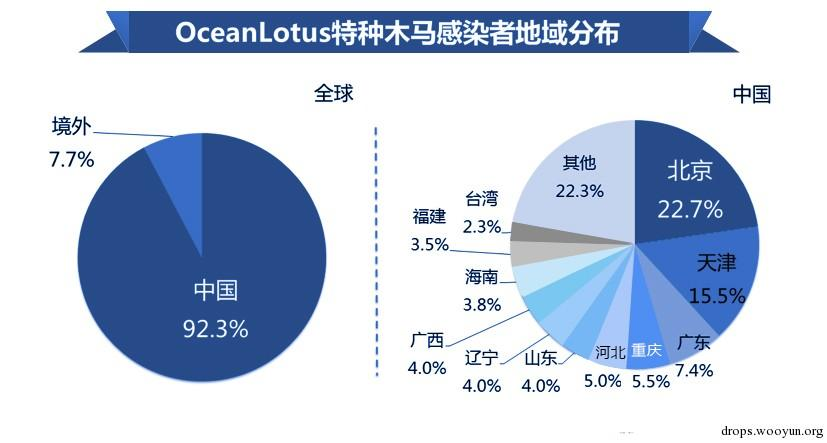 OceanLotus特种木马感染者地域分布
全球
境外
7.7%
中国
92.3%
中国
北京
22.7%
天津
15.5%
广东
7.4%
重庆
5.5%
河北
5.0%
山东
4.0%
辽宁
4.0%
广西
4.0%
海南
3.8%
福建
3.5%
台湾
2.3%
其他
22.3%
drops.wooyun.org